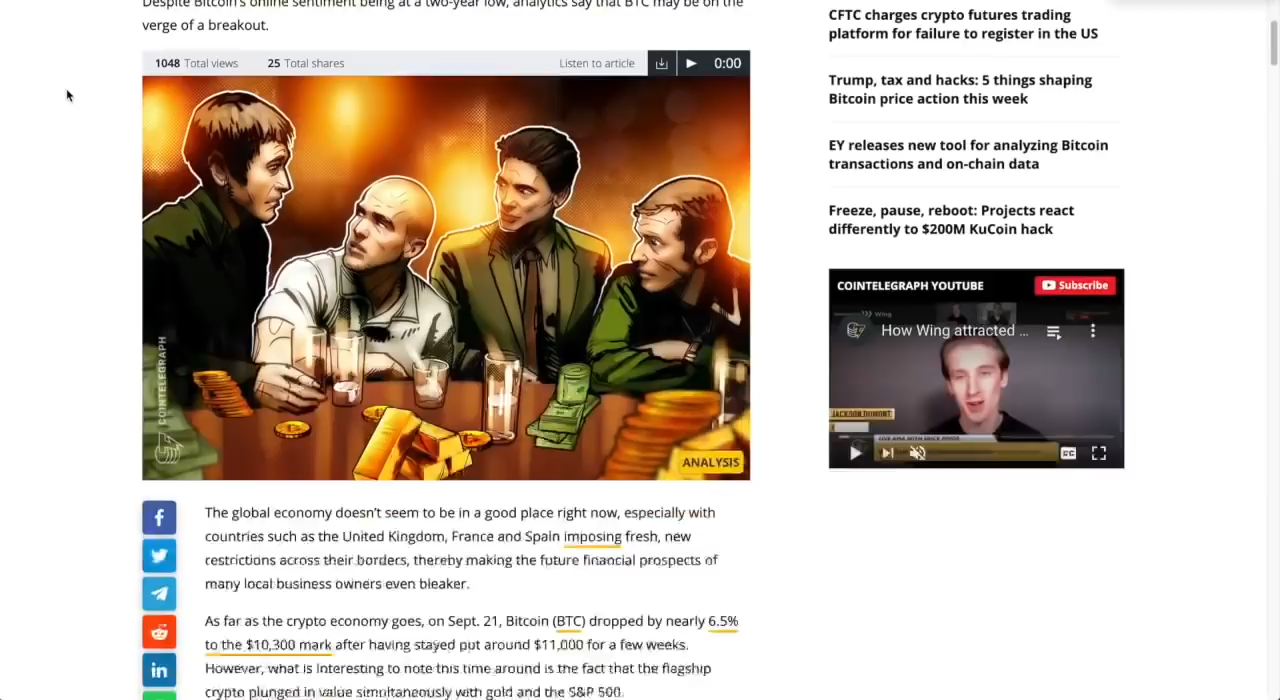 Despite Bitcoin's online sentiment being at a two-year low, analytics say that BTC may be on the
verge of a breakout.
1048 Total views 25 Total shares Listen to article 0:00
COINTELEGRAPH
ANALYSIS
The global economy doesn't seem to be in a good place right now, especially with
countries such as the United Kingdom, France and Spain imposing fresh, new
restrictions across their borders, thereby making the future financial prospects of
many local business owners even bleaker.
As far as the crypto economy goes, on Sept. 21, Bitcoin (BTC) dropped by nearly 6.5%
to the $10,300 mark after having stayed put around $11,000 for a few weeks.
However, what is interesting to note this time around is the fact that the flagship
crypto plunged in value simultaneously with gold and the S&P 500.
CFTC charges crypto futures trading
platform for failure to register in the US
Trump, tax and hacks: 5 things shaping
Bitcoin price action this week
EY releases new tool for analyzing Bitcoin
transactions and on-chain data
Freeze, pause, reboot: Projects react
differently to $200M KuCoin hack
COINTELEGRAPH YOUTUBE Subscribe
Wing
How Wing attracted ...
JACKSON DUMONT
CC